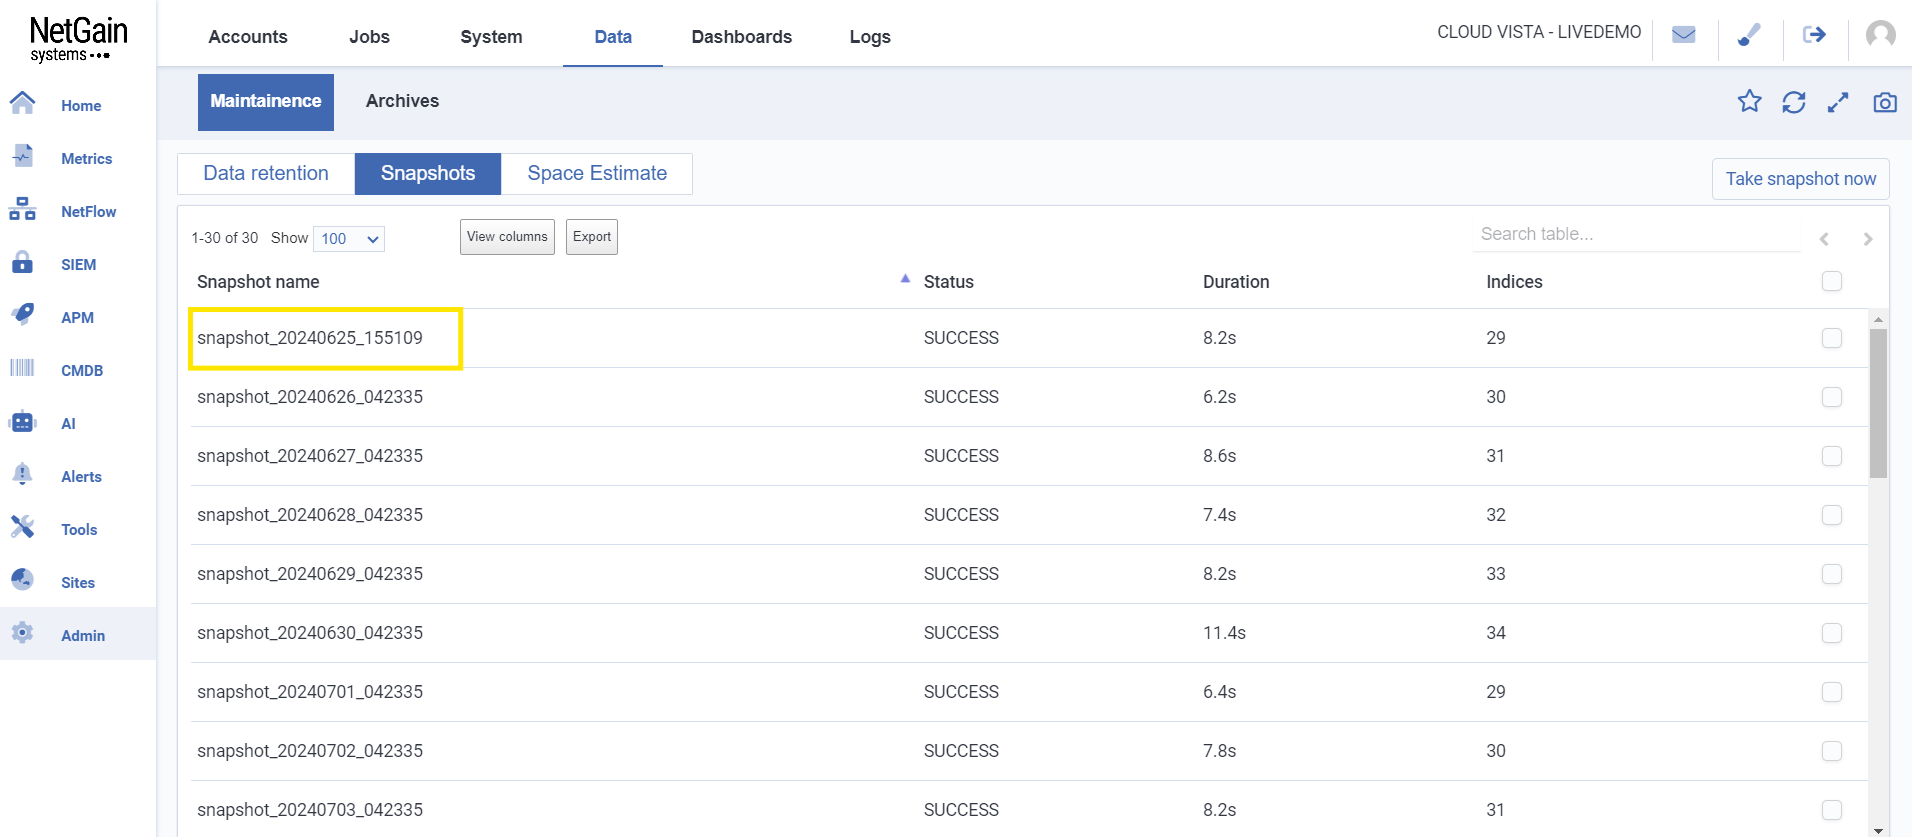 NetGain
systems
Accounts Jobs System Data Dashboards Logs
CLOUD VISTA - LIVEDEMO
Home
Metrics
NetFlow
SIEM
APM
CMDB
AI
Alerts
Tools
Sites
Admin
Maintainence Archives
Data retention Snapshots Space Estimate
Take snapshot now
1-30 of 30 Show 100 View columns Export Search table...
Snapshot name Status Duration Indices
snapshot_20240625_155109 SUCCESS 8.2s 29
snapshot_20240626_042335 SUCCESS 6.2s 30
snapshot_20240627_042335 SUCCESS 8.6s 31
snapshot_20240628_042335 SUCCESS 7.4s 32
snapshot_20240629_042335 SUCCESS 8.2s 33
snapshot_20240630_042335 SUCCESS 11.4s 34
snapshot_20240701_042335 SUCCESS 6.4s 29
snapshot_20240702_042335 SUCCESS 7.8s 30
snapshot_20240703_042335 SUCCESS 8.2s 31